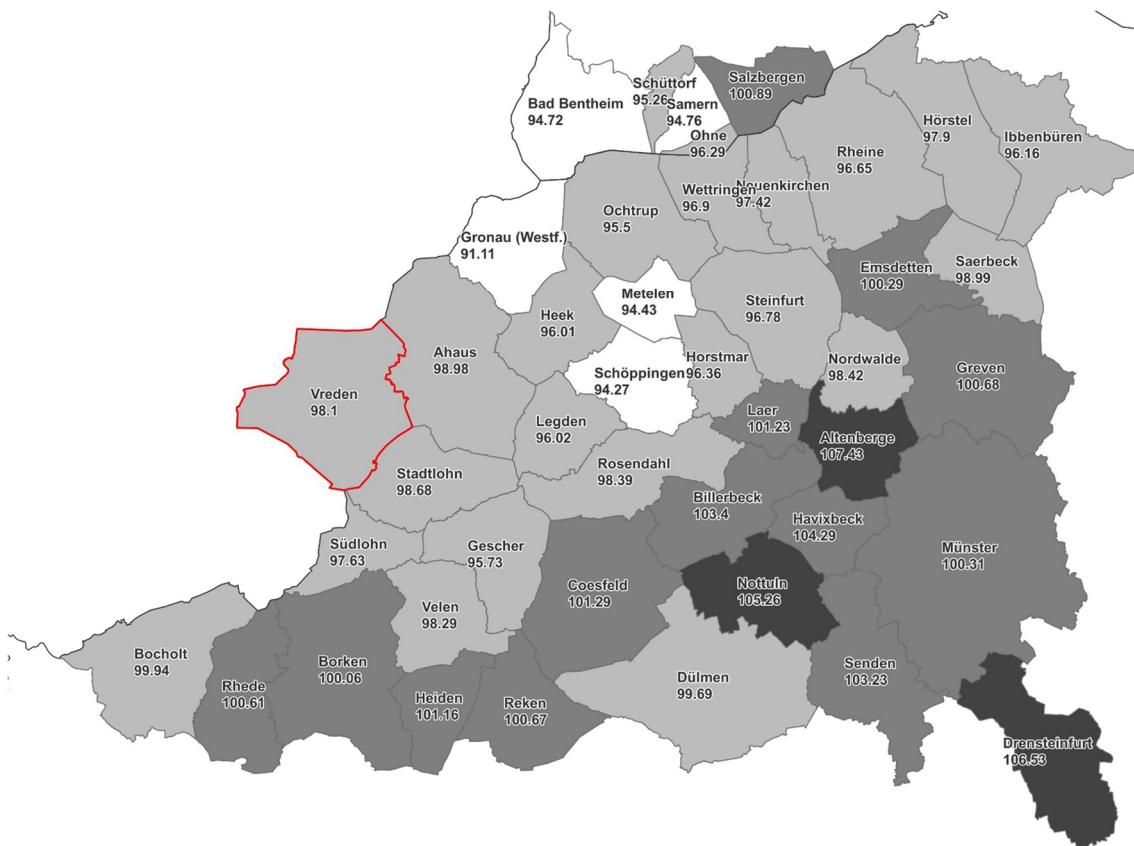 Schüttorf
95.26
Salzbergen
100.89
Bad Bentheim
94.72
Samern
94.76
Ohne
96.29
Hörstel
97.9
Ibbenbüren
96.16
Rheine
96.65
Wettringen
96.9
Neuenkirchen
97.42
Ochtrup
95.5
Gronau (Westf.)
91.11
Emsdetten
100.29
Saerbeck
98.99
Metelen
94.43
Steinfurt
96.78
Heek
96.01
Ahaus
98.98
Schöppingen
94.27
Horstmar
96.36
Nordwalde
98.42
Greven
100.68
Vreden
98.1
Laer
101.23
Legden
96.02
Altenberge
107.43
Stadtlohn
98.68
Rosendahl
98.39
Billerbeck
103.4
Havixbeck
104.29
Südlohn
97.63
Gescher
95.73
Münster
100.31
Coesfeld
101.29
Nottuln
105.26
Velen
98.29
Bocholt
99.94
Borken
100.06
Rhede
100.61
Heiden
101.16
Reken
100.67
Dülmen
99.69
Senden
103.23
Drensteinfurt
106.53